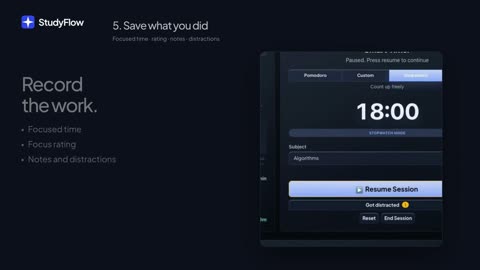 StudyFlow
5. Save what you did
Focused time · rating · notes · distractions
Record
the work.
• Focused time
• Focus rating
• Notes and distractions
Paused. Press resume to continue
Pomodoro
Custom
Count up freely
18:00
STOPWATCH MODE
Subject
Algorithms
Resume Session
Got distracted
Reset
End Session